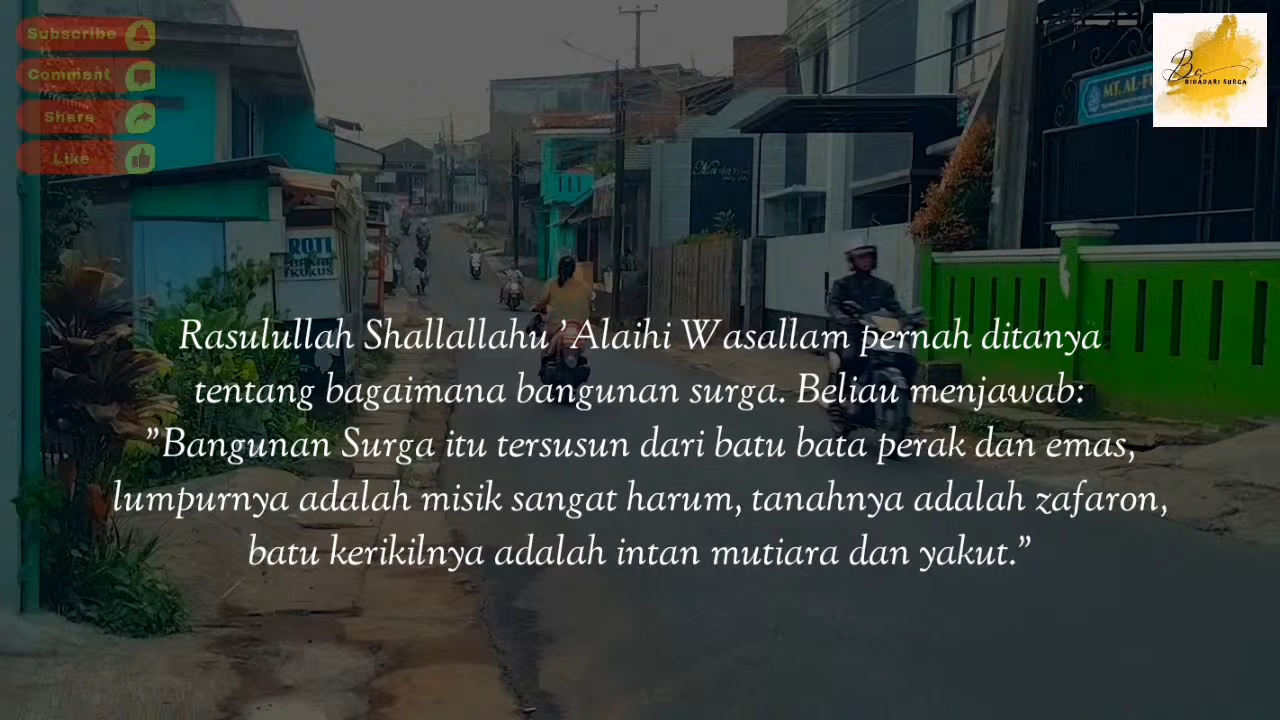 Subscribe
Comment
Share
Like
BIDADARI SURGA
MT. AL-F
ROTI
BAKAR
KUKUS
Rasulullah Shallallahu 'Alaihi Wasallam pernah ditanya
tentang bagaimana bangunan surga. Beliau menjawab:
"Bangunan Surga itu tersusun dari batu bata perak dan emas,
lumpurnya adalah misik sangat harum, tanahnya adalah zafaron,
batu kerikilnya adalah intan mutiara dan yakut."